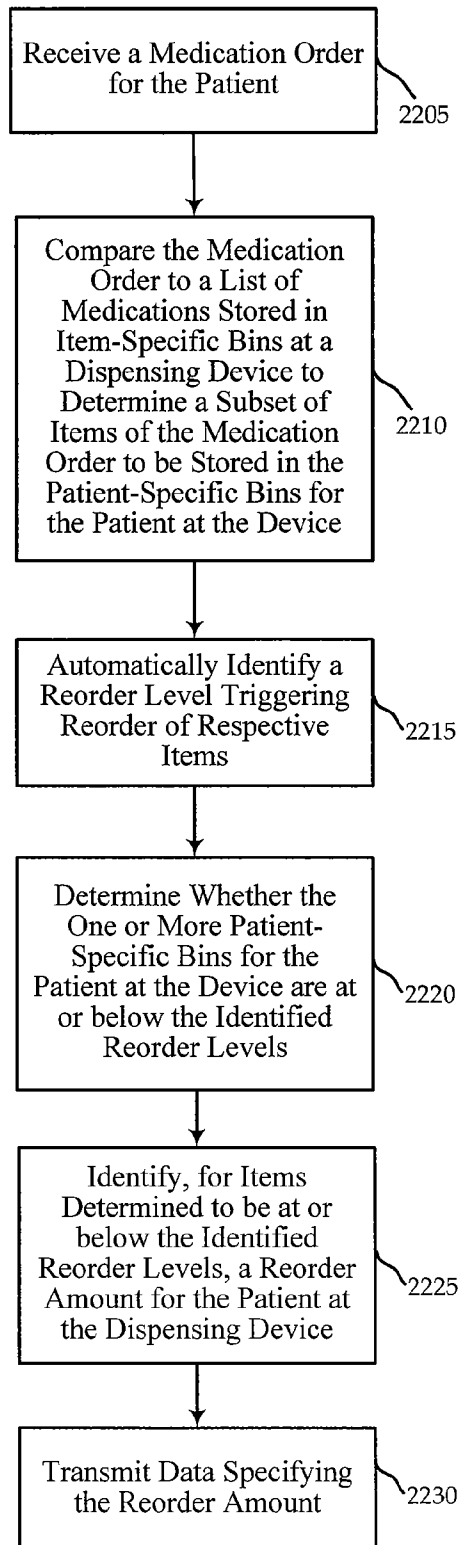 Receive a Medication Order
for the Patient
2205
Compare the Medication
Order to a List of
Medications Stored in
Item-Specific Bins at a
Dispensing Device to
Determine a Subset of
Items of the Medication
Order to be Stored in the
Patient-Specific Bins for
the Patient at the Device
2210
Automatically Identify a
Reorder Level Triggering
Reorder of Respective
Items
2215
Determine Whether the
One or More Patient-
Specific Bins for the
Patient at the Device are at
or below the Identified
Reorder Levels
2220
Identify, for Items
Determined to be at or
below the Identified
Reorder Levels, a Reorder
Amount for the Patient at
the Dispensing Device
2225
Transmit Data Specifying
the Reorder Amount
2230